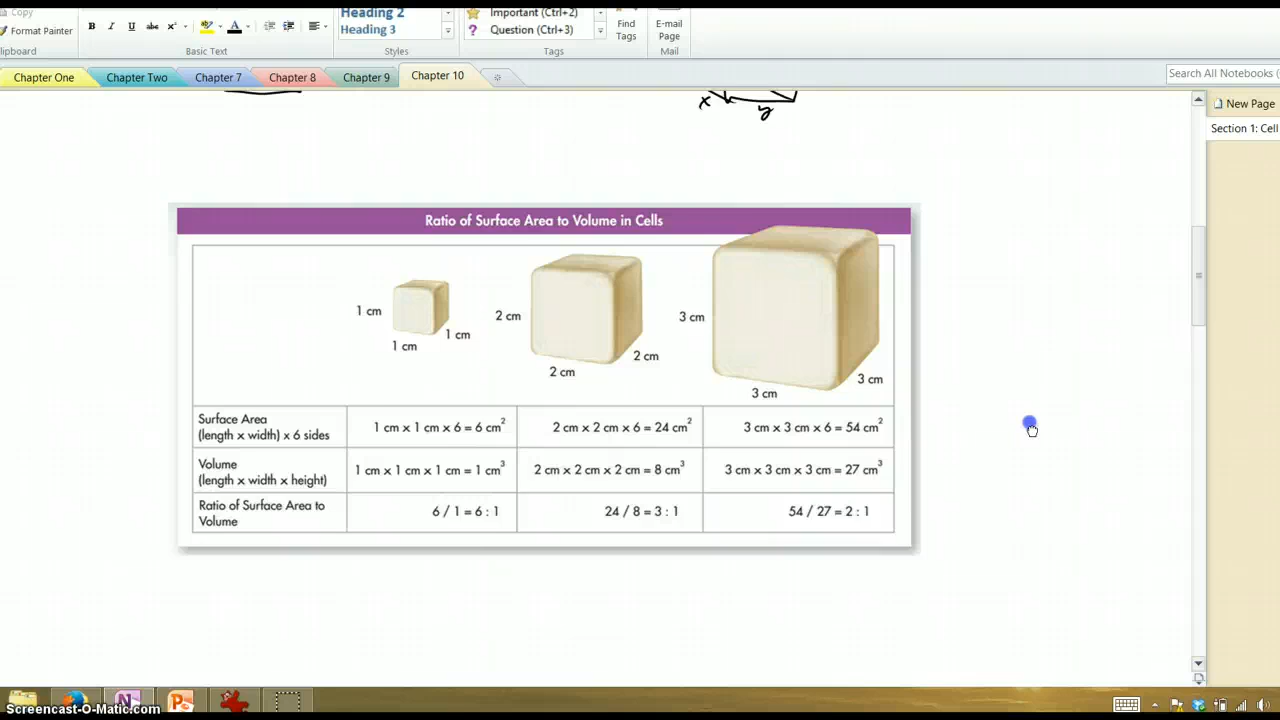 Copy
Heading 2
Important (Ctrl+2)
Format Painter
B I U abc x² A
Heading 3
? Question (Ctrl+3)
Find Tags
E-mail Page
lipboard
Basic Text
Styles
Tags
Mail
Chapter One
Chapter Two
Chapter 7
Chapter 8
Chapter 9
Chapter 10
Search All Notebooks (
New Page
Section 1: Cell
x
y
Ratio of Surface Area to Volume in Cells
1 cm
1 cm
1 cm
2 cm
2 cm
2 cm
3 cm
3 cm
3 cm
Surface Area
(length x width) x 6 sides
1 cm x 1 cm x 6 = 6 cm²
2 cm x 2 cm x 6 = 24 cm²
3 cm x 3 cm x 6 = 54 cm²
Volume
(length x width x height)
1 cm x 1 cm x 1 cm = 1 cm³
2 cm x 2 cm x 2 cm = 8 cm³
3 cm x 3 cm x 3 cm = 27 cm³
Ratio of Surface Area to
Volume
6 / 1 = 6 : 1
24 / 8 = 3 : 1
54 / 27 = 2 : 1
Screencast-O-Matic.com